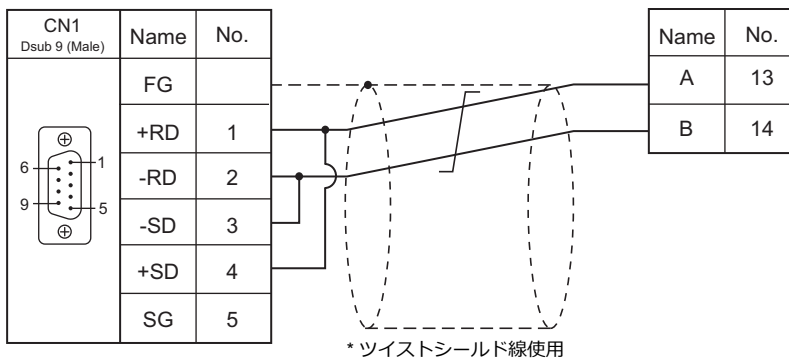 CN1
Dsub 9 (Male)
Name No.
FG
+RD 1
-RD 2
-SD 3
+SD 4
SG 5
6
1
9
5
Name No.
A 13
B 14
* ツイストシールド線使用